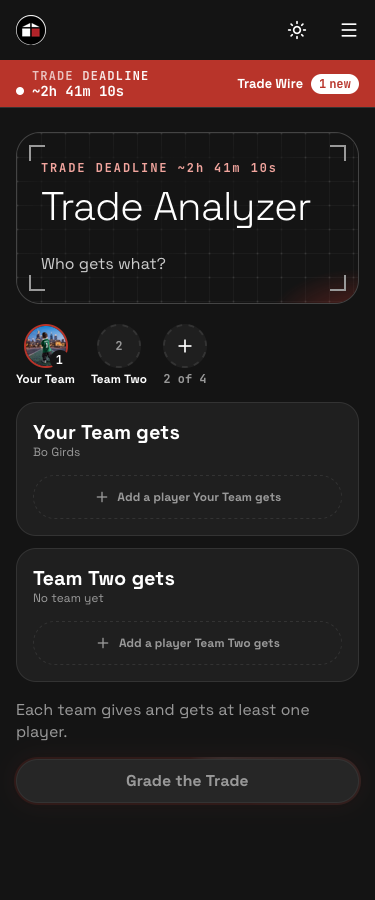 TRADE DEADLINE
~2h 41m 10s
Trade Wire
1 new
TRADE DEADLINE ~2h 41m 10s
Trade Analyzer
Who gets what?
1
2
Your Team
Team Two
2 of 4
Your Team gets
Bo Girds
Add a player Your Team gets
Team Two gets
No team yet
Add a player Team Two gets
Each team gives and gets at least one
player.
Grade the Trade